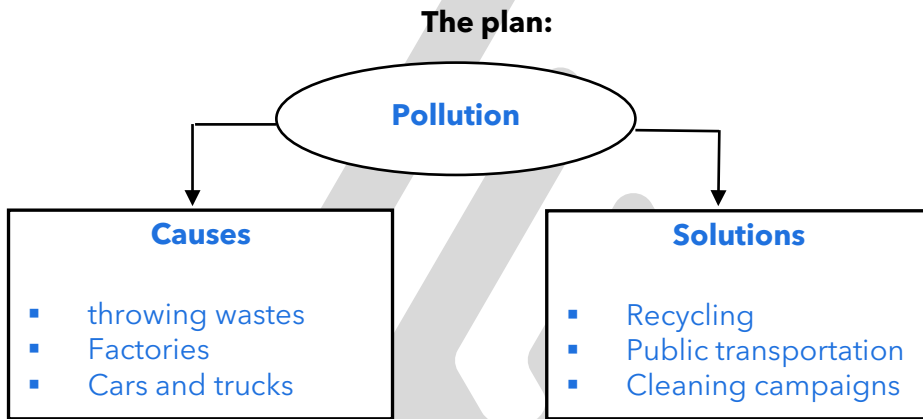 The plan:
Pollution
Causes
▪ throwing wastes
▪ Factories
▪ Cars and trucks
Solutions
▪ Recycling
▪ Public transportation
▪ Cleaning campaigns